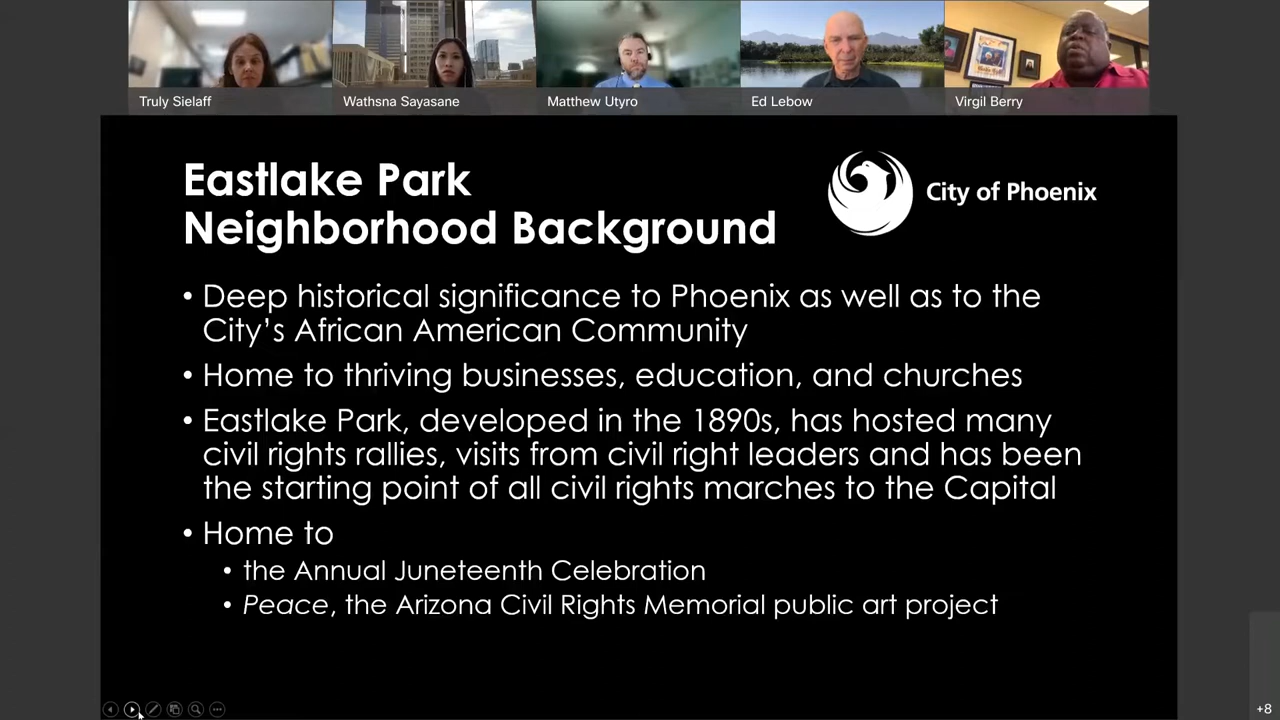 Truly Sielaff
Wathsna Sayasane
Matthew Utyro
Ed Lebow
Virgil Berry
Eastlake Park
Neighborhood Background
City of Phoenix
• Deep historical significance to Phoenix as well as to the
City's African American Community
• Home to thriving businesses, education, and churches
• Eastlake Park, developed in the 1890s, has hosted many
civil rights rallies, visits from civil right leaders and has been
the starting point of all civil rights marches to the Capital
• Home to
• the Annual Juneteenth Celebration
• Peace, the Arizona Civil Rights Memorial public art project
+8